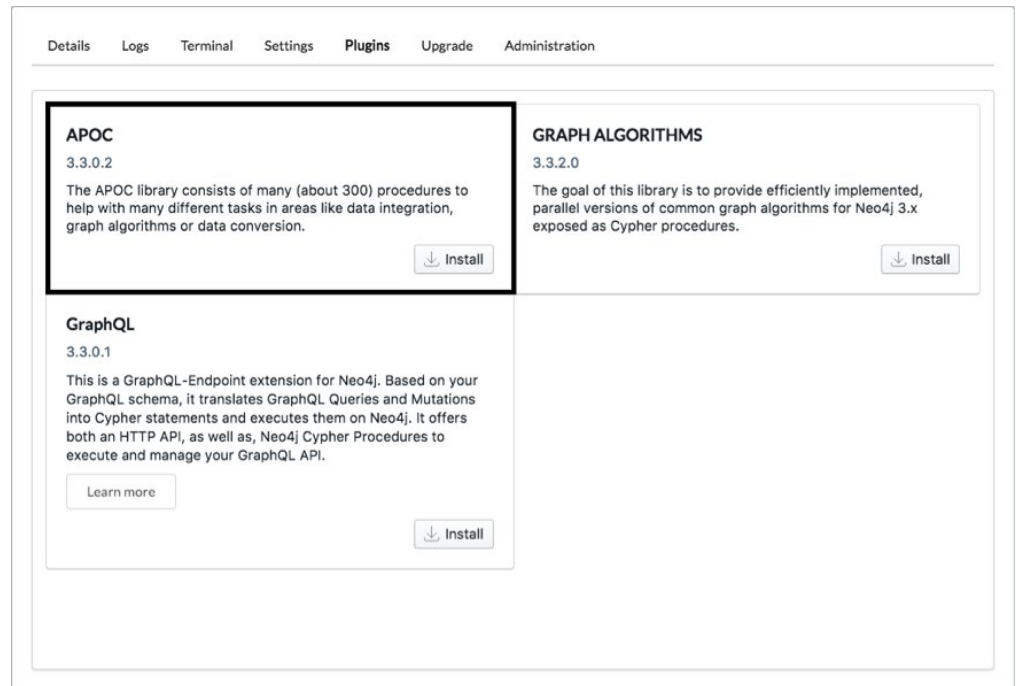 Details Logs Terminal Settings Plugins Upgrade Administration
APOC
3.3.0.2
The APOC library consists of many (about 300) procedures to
help with many different tasks in areas like data integration,
graph algorithms or data conversion.
Install
GRAPH ALGORITHMS
3.3.2.0
The goal of this library is to provide efficiently implemented,
parallel versions of common graph algorithms for Neo4j 3.x
exposed as Cypher procedures.
Install
GraphQL
3.3.0.1
This is a GraphQL-Endpoint extension for Neo4j. Based on your
GraphQL schema, it translates GraphQL Queries and Mutations
into Cypher statements and executes them on Neo4j. It offers
both an HTTP API, as well as, Neo4j Cypher Procedures to
execute and manage your GraphQL API.
Learn more
Install